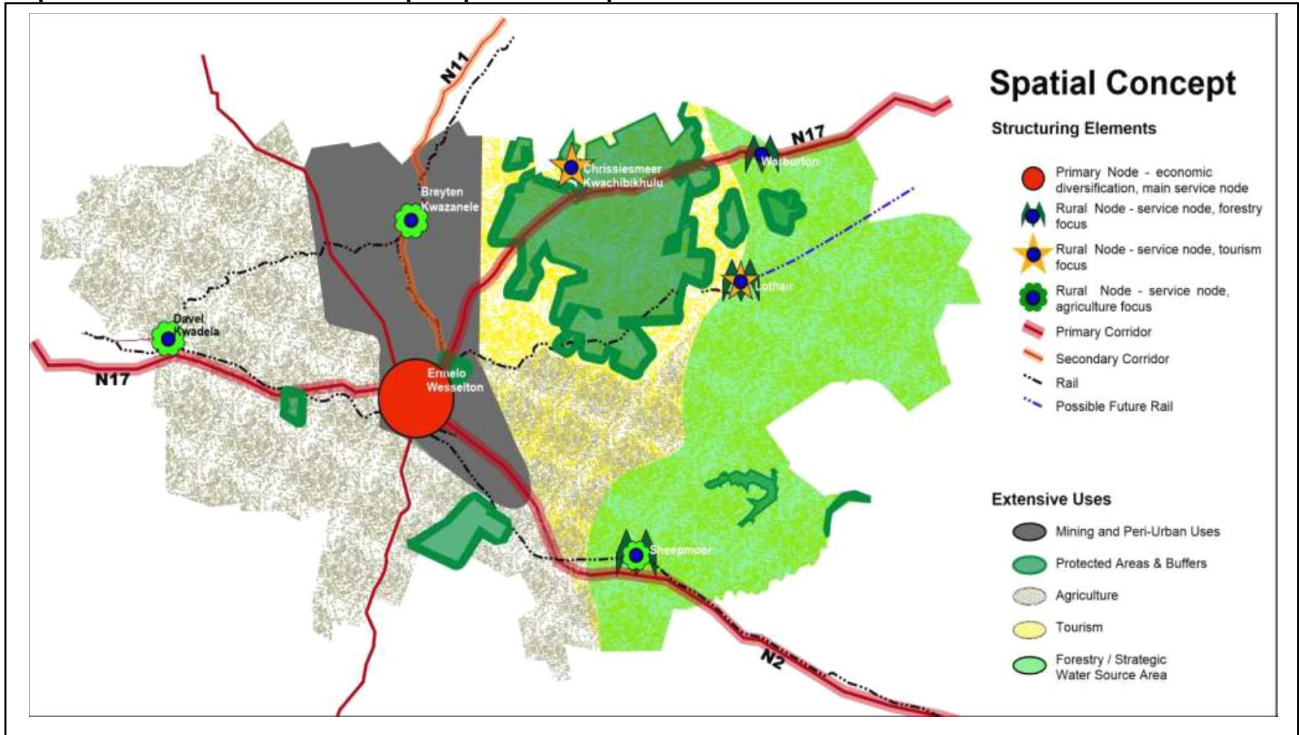 Spatial Concept
Structuring Elements
Primary Node - economic
diversification, main service node
Rural Node - service node, forestry
focus
Rural Node - service node, tourism
focus
Rural Node - service node,
agriculture focus
Primary Corridor
Secondary Corridor
Rail
Possible Future Rail
Extensive Uses
Mining and Peri-Urban Uses
Protected Areas & Buffers
Agriculture
Tourism
Forestry / Strategic
Water Source Area
N11
N17
Warburton
Chrissiesmeer
Kwachibikhulu
Breyten
Kwazanele
Lothair
Davel
Kwadela
N17
Ermelo
Wesselton
Sheepmoor
N2